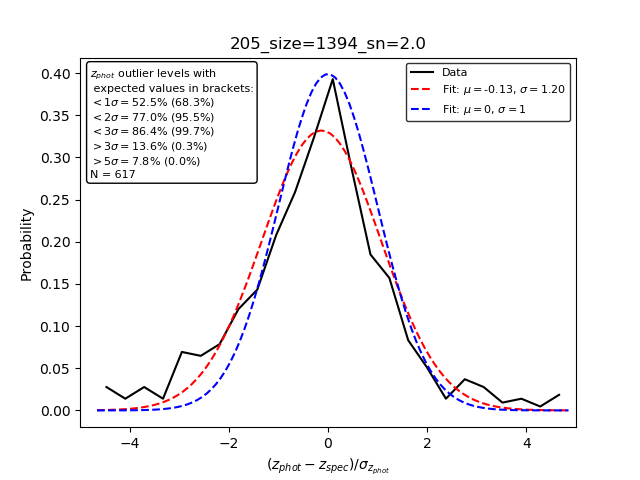 205_size=1394_sn=2.0
z_phot outlier levels with
expected values in brackets:
<1σ = 52.5% (68.3%)
<2σ = 77.0% (95.5%)
<3σ = 86.4% (99.7%)
>3σ = 13.6% (0.3%)
>5σ = 7.8% (0.0%)
N = 617
Data
Fit: μ = -0.13, σ = 1.20
Fit: μ = 0, σ = 1
Probability
0.40
0.35
0.30
0.25
0.20
0.15
0.10
0.05
0.00
−4 −2 0 2 4
(z_phot − z_spec)/σ_z_phot